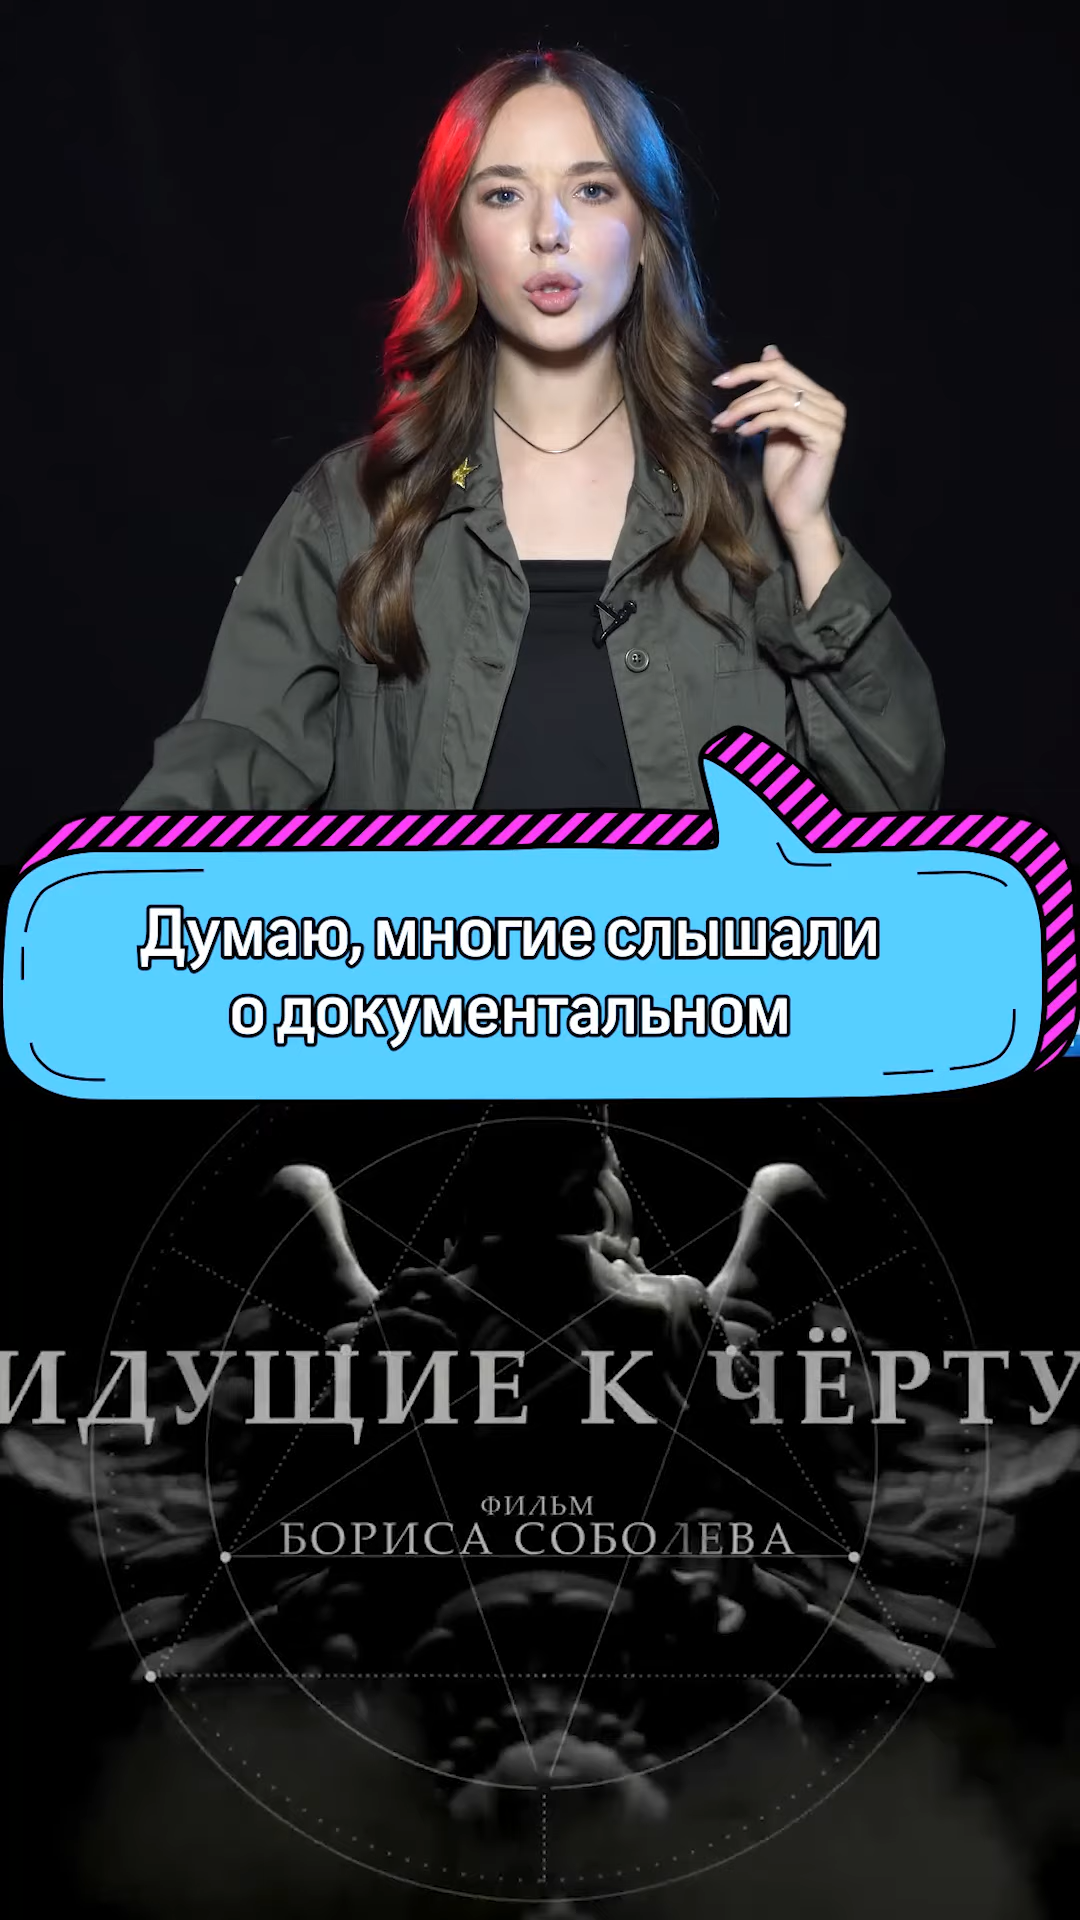 Думаю, многие слышали
о документальном
ИДУЩИЕ К ЧЁРТУ
ФИЛЬМ
БОРИСА СОБОЛЕВА